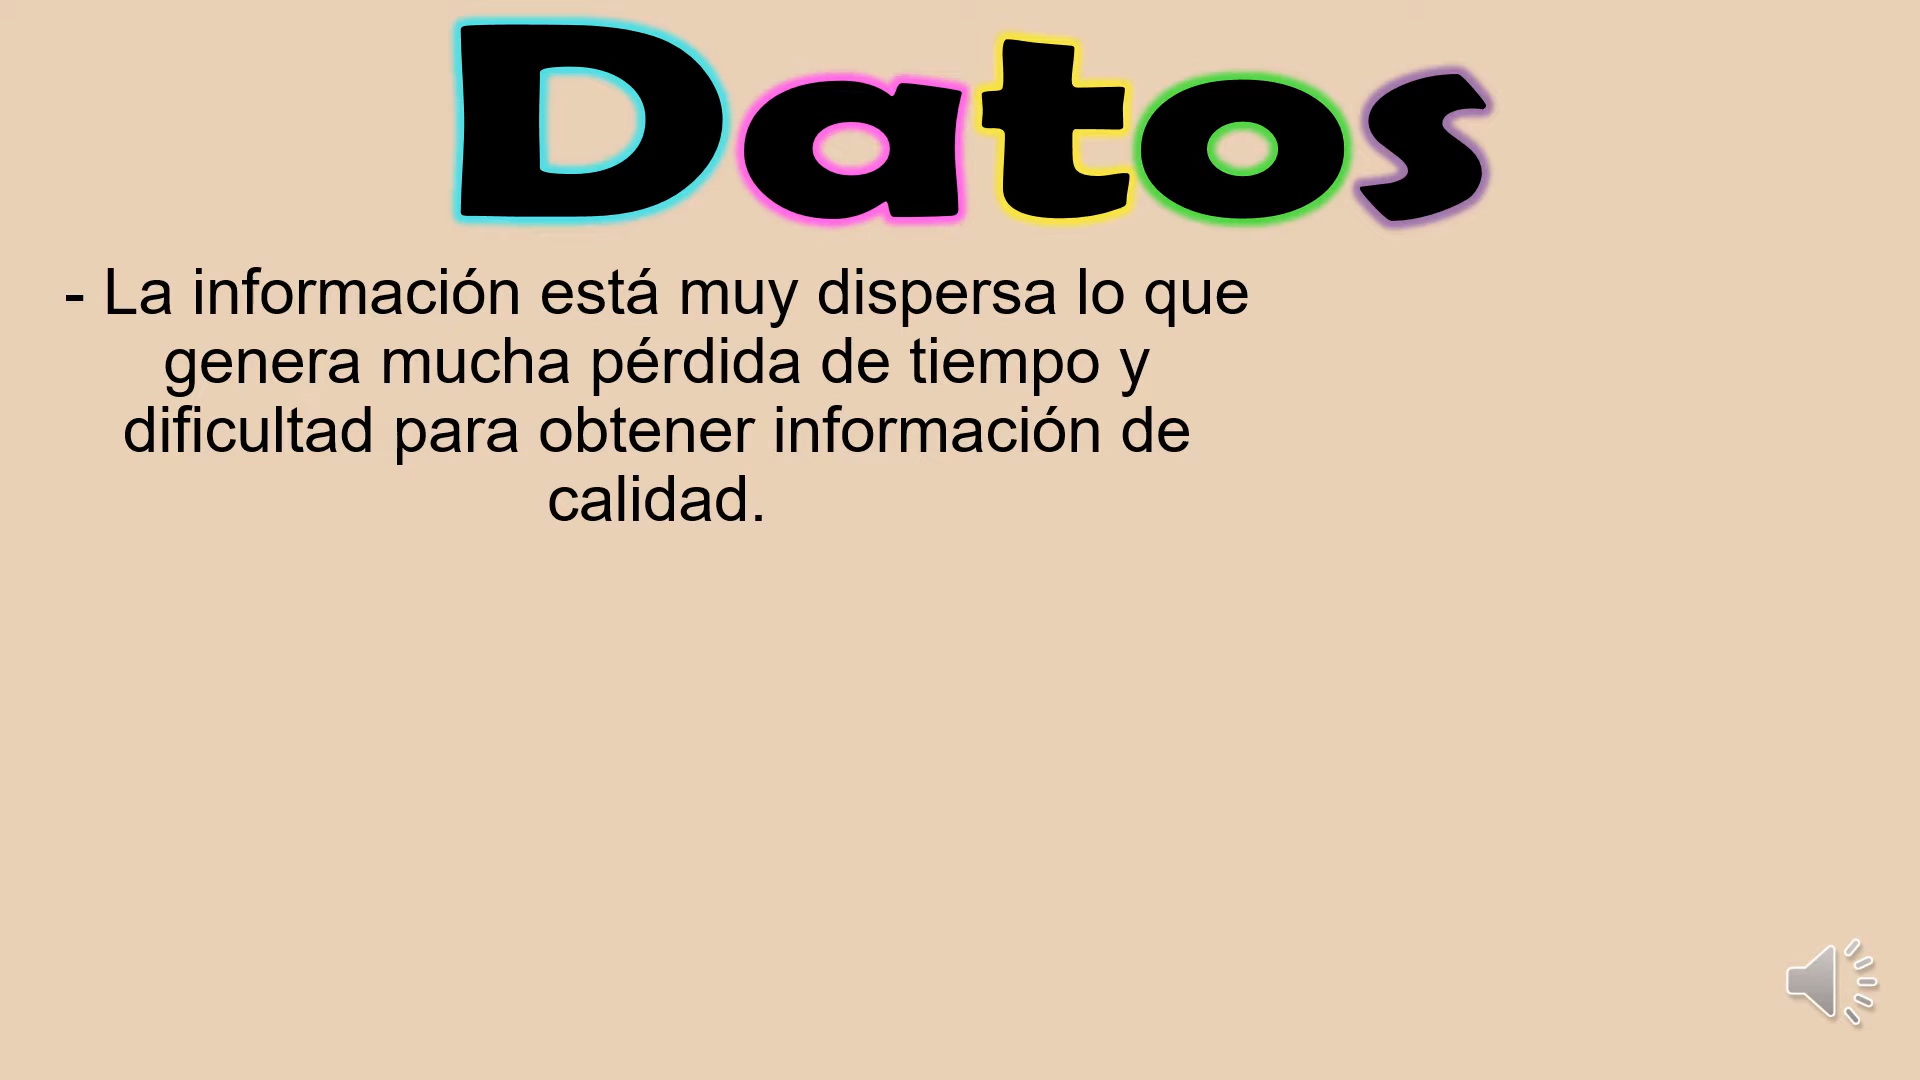 Datos
- La información está muy dispersa lo que
genera mucha pérdida de tiempo y
dificultad para obtener información de
calidad.